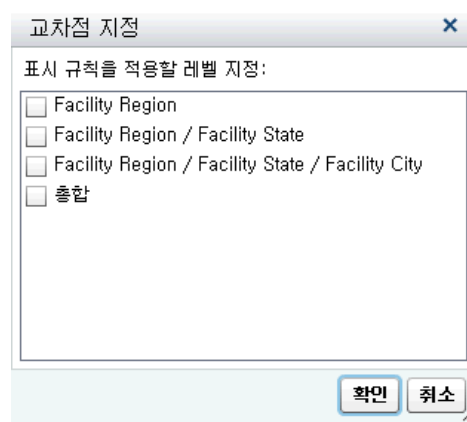 교차점 지정
표시 규칙을 적용할 레벨 지정:
Facility Region
Facility Region / Facility State
Facility Region / Facility State / Facility City
총합
확인 취소